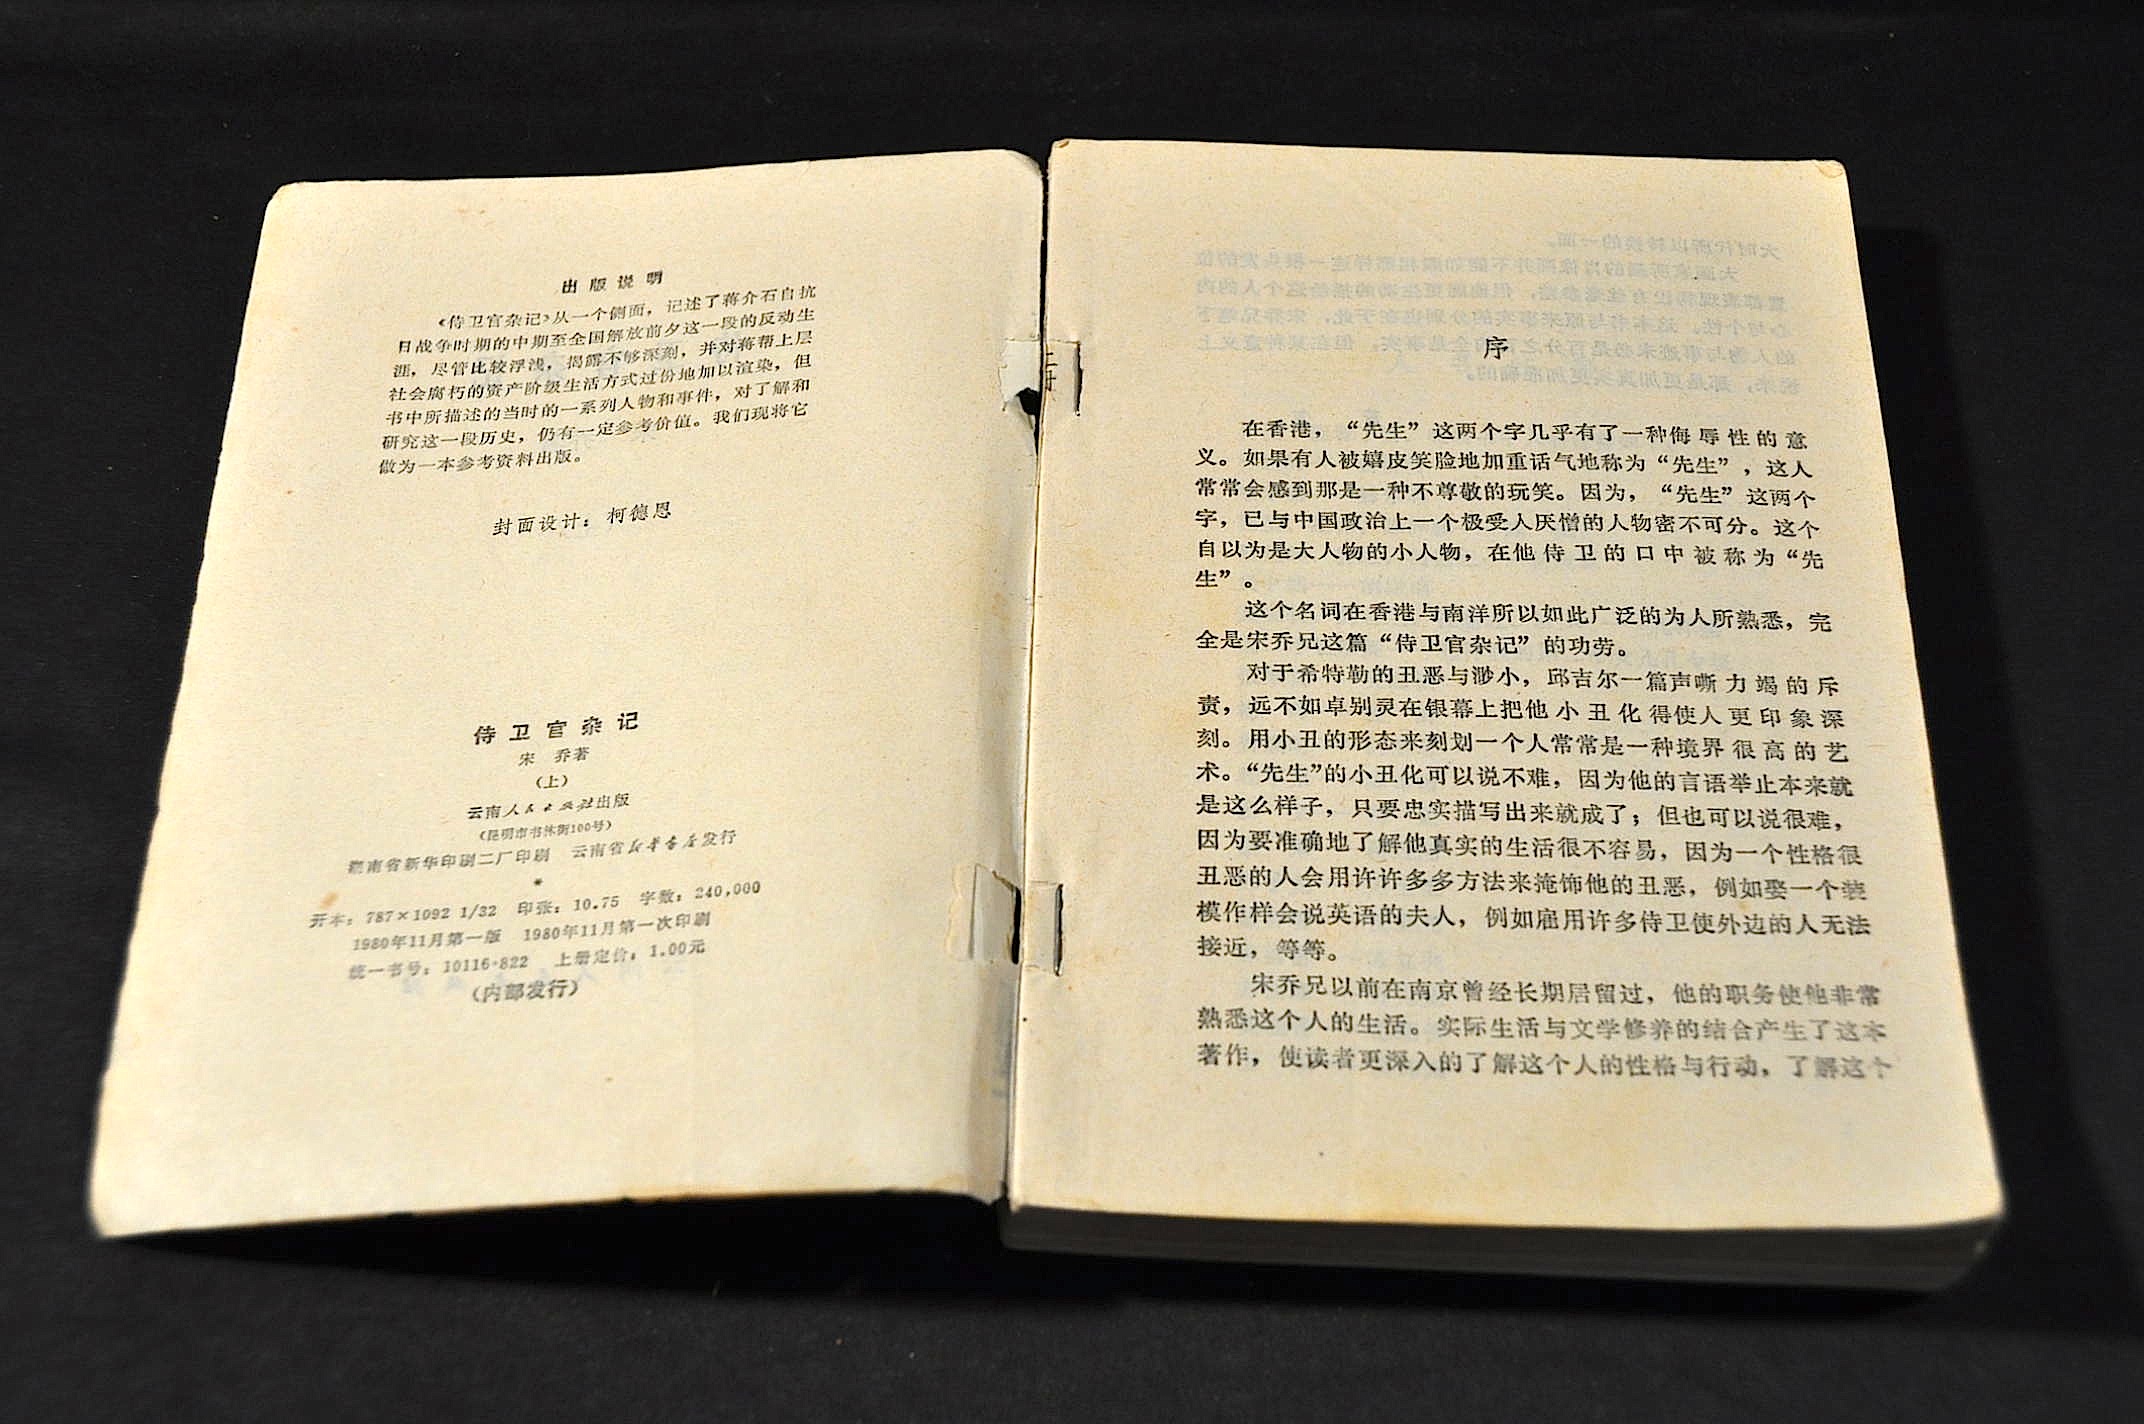 出版说明
《侍卫官杂记》从一个侧面，记述了蒋介石自抗
日战争时期的中期至全国解放前夕这一段的反动生
涯，尽管比较浮浅，揭露不够深刻，并对蒋帮上层
社会腐朽的资产阶级生活方式过份地加以渲染，但
书中所描述的当时的一系列人物和事件，对了解和
研究这一段历史，仍有一定参考价值。我们现将它
做为一本参考资料出版。
封面设计：柯德恩
侍卫官杂记
宋乔著
（上）
云南人民出版社出版
（昆明市书林街100号）
湖南省新华印刷二厂印刷 云南省新华书店发行
开本：787×1092 1/32 印张：10.75 字数：240,000
1980年11月第一版 1980年11月第一次印刷
统一书号：10116·822 上册定价：1.00元
（内部发行）
序
在香港，“先生”这两个字几乎有了一种侮辱性的意
义。如果有人被嬉皮笑脸地加重话气地称为“先生”，这人
常常会感到那是一种不尊敬的玩笑。因为，“先生”这两个
字，已与中国政治上一个极受人厌憎的人物密不可分。这个
自以为是大人物的小人物，在他侍卫的口中被称为“先
生”。
这个名词在香港与南洋所以如此广泛的为人所熟悉，完
全是宋乔兄这篇“侍卫官杂记”的功劳。
对于希特勒的丑恶与渺小，邱吉尔一篇声嘶力竭的斥
责，远不如卓别灵在银幕上把他小丑化得使人更印象深
刻。用小丑的形态来刻划一个人常常是一种境界很高的艺
术。“先生”的小丑化可以说不难，因为他的言语举止本来就
是这么样子，只要忠实描写出来就成了；但也可以说很难，
因为要准确地了解他真实的生活很不容易，因为一个性格很
丑恶的人会用许许多多方法来掩饰他的丑恶，例如娶一个装
模作样会说英语的夫人，例如雇用许多侍卫使外边的人无法
接近，等等。
宋乔兄以前在南京曾经长期居留过，他的职务使他非常
熟悉这个人的生活。实际生活与文学修养的结合产生了这本
著作，使读者更深入的了解这个人的性格与行动，了解这个